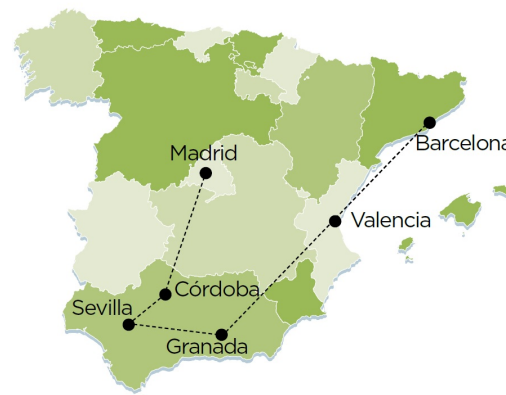 Madrid
Barcelona
Valencia
Córdoba
Sevilla
Granada